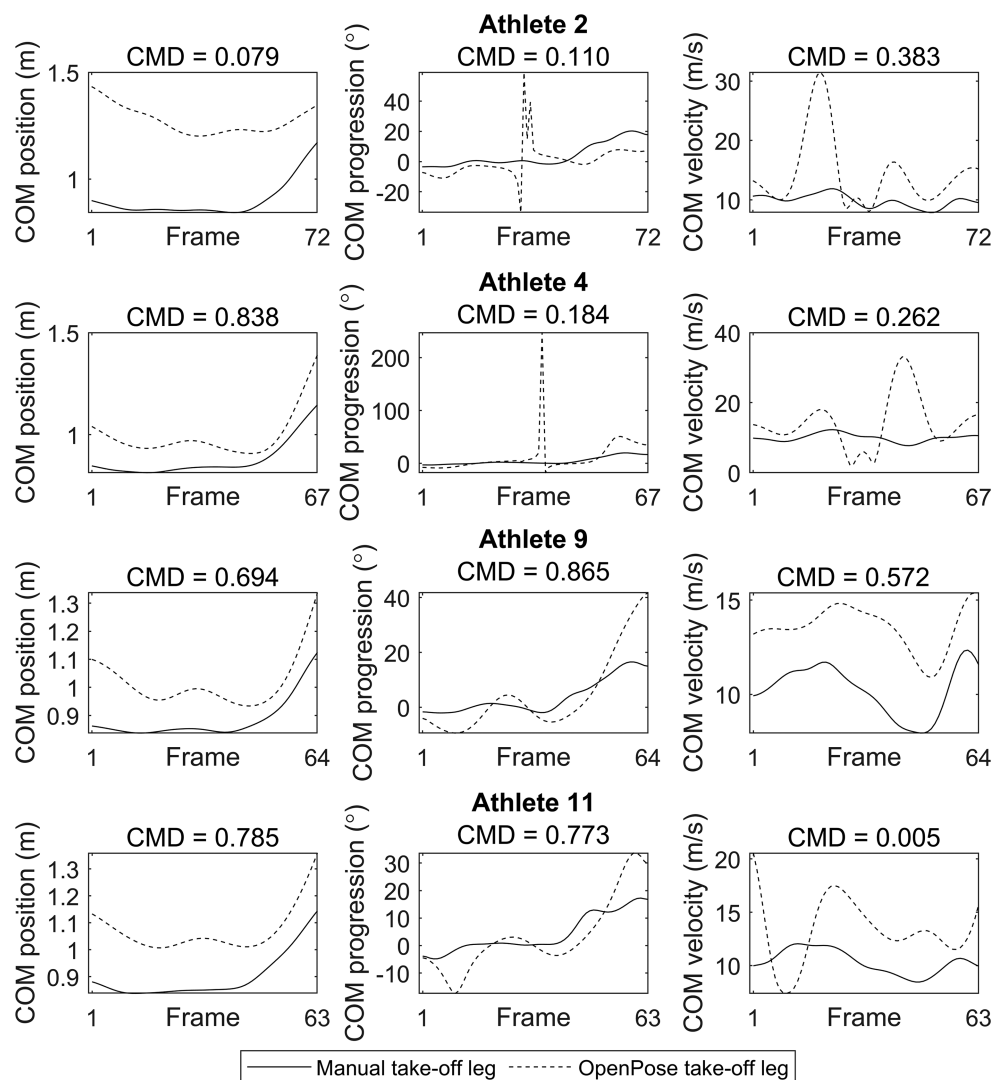 Athlete 2
CMD = 0.079
CMD = 0.110
CMD = 0.383
COM position (m)
1.5
1
1
Frame
72
COM progression (°)
40
20
0
-20
1
Frame
72
COM velocity (m/s)
30
20
10
1
Frame
72
Athlete 4
CMD = 0.838
CMD = 0.184
CMD = 0.262
COM position (m)
1.5
1
1
Frame
67
COM progression (°)
200
100
0
1
Frame
67
COM velocity (m/s)
40
20
0
1
Frame
67
Athlete 9
CMD = 0.694
CMD = 0.865
CMD = 0.572
COM position (m)
1.3
1.2
1.1
1
0.9
1
Frame
64
COM progression (°)
40
20
0
1
Frame
64
COM velocity (m/s)
15
10
1
Frame
64
Athlete 11
CMD = 0.785
CMD = 0.773
CMD = 0.005
COM position (m)
1.3
1.2
1.1
1
0.9
1
Frame
63
COM progression (°)
30
20
10
0
-10
1
Frame
63
COM velocity (m/s)
20
15
10
1
Frame
63
Manual take-off leg
OpenPose take-off leg